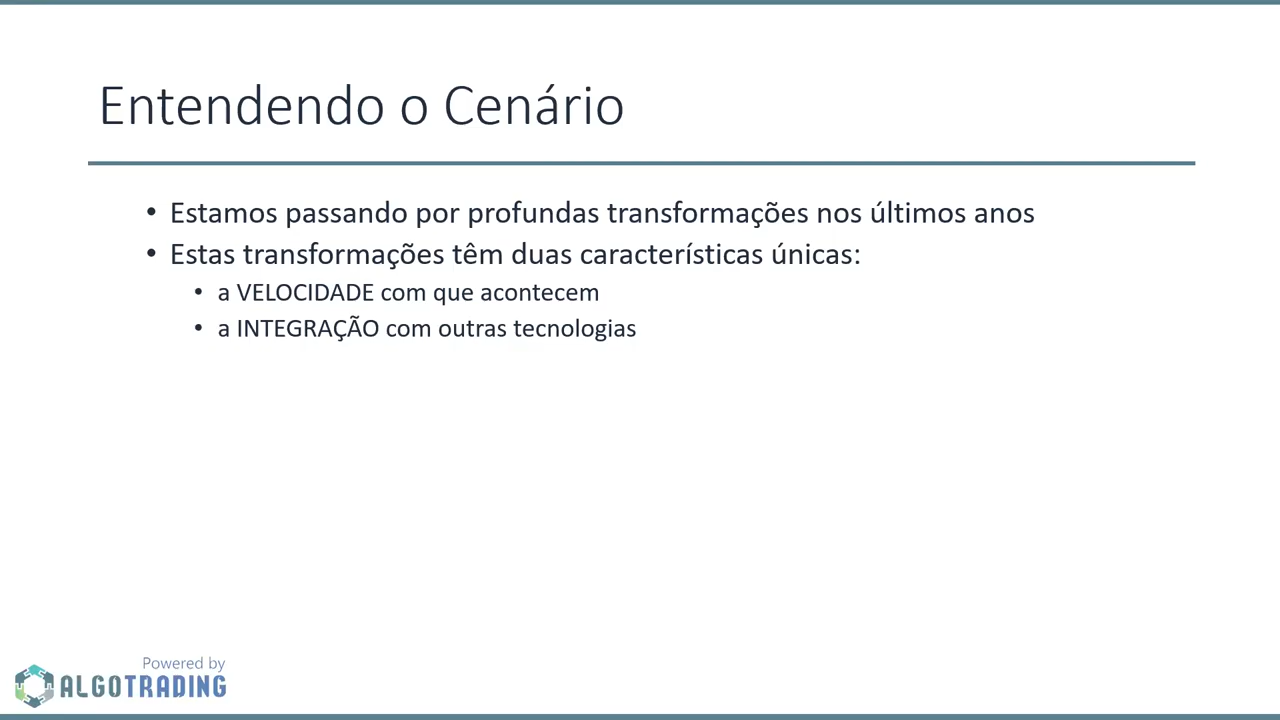 Entendendo o Cenário
• Estamos passando por profundas transformações nos últimos anos
• Estas transformações têm duas características únicas:
• a VELOCIDADE com que acontecem
• a INTEGRAÇÃO com outras tecnologias
Powered by
ALGOTRADING